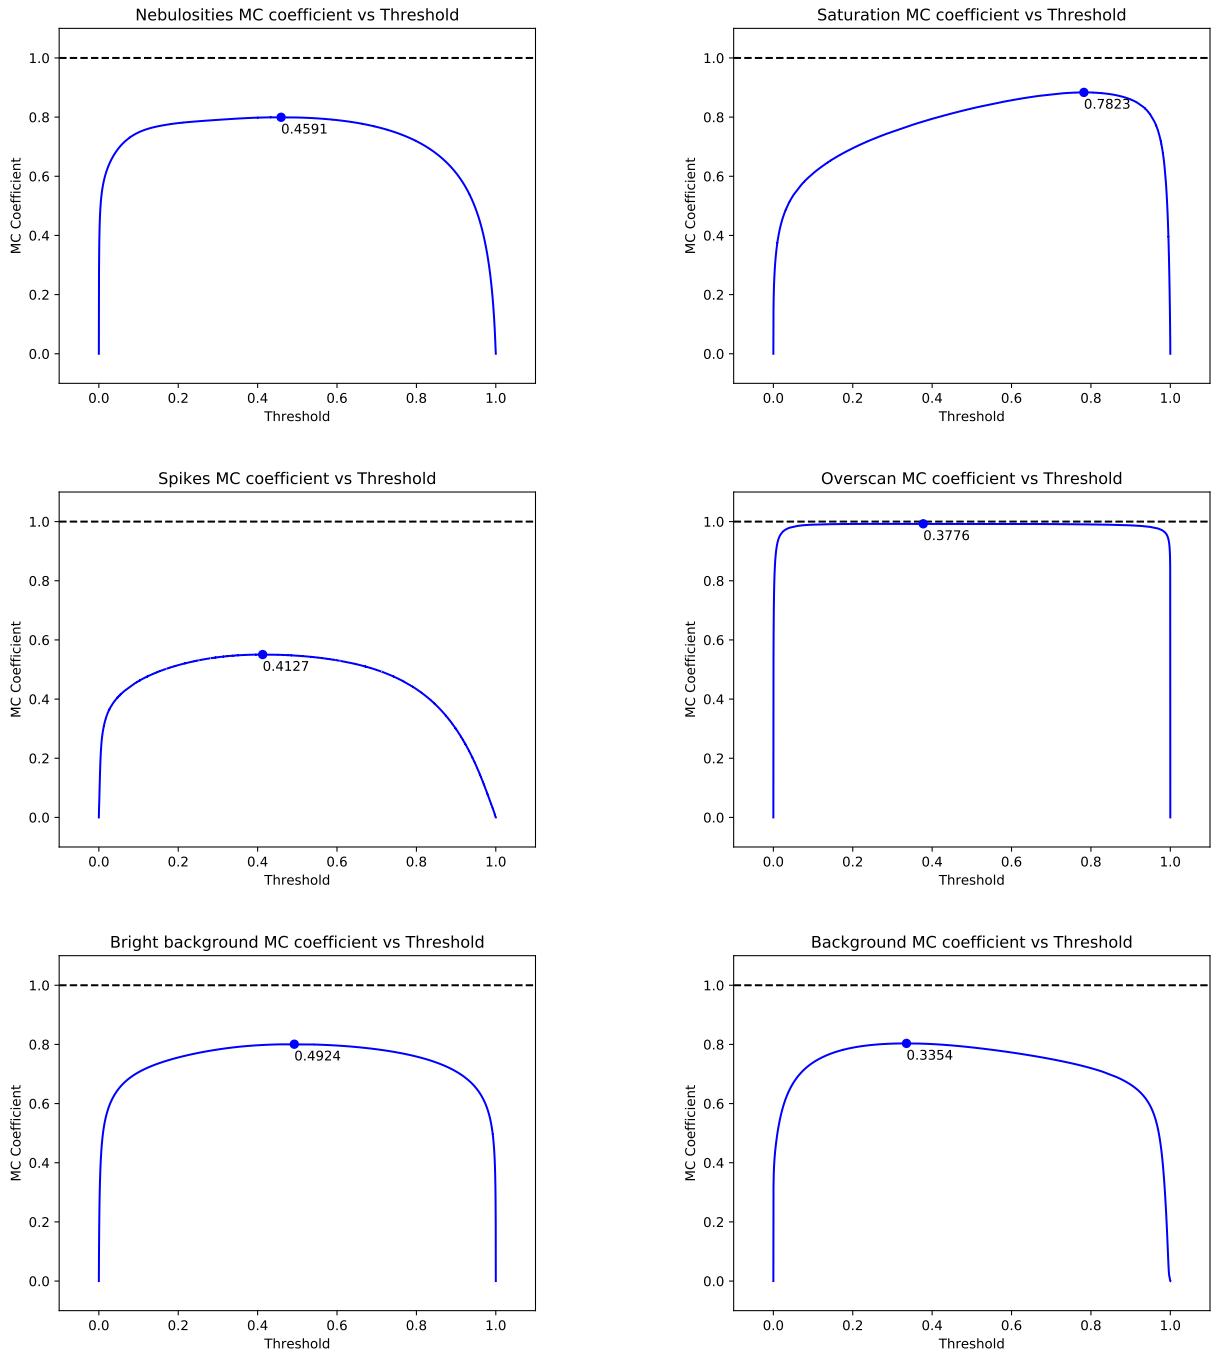 Nebulosities MC coefficient vs Threshold
1.0
0.8
0.6
0.4
0.2
0.0
MC Coefficient
0.4591
0.0 0.2 0.4 0.6 0.8 1.0
Threshold
Saturation MC coefficient vs Threshold
1.0
0.8
0.6
0.4
0.2
0.0
MC Coefficient
0.7823
0.0 0.2 0.4 0.6 0.8 1.0
Threshold
Spikes MC coefficient vs Threshold
1.0
0.8
0.6
0.4
0.2
0.0
MC Coefficient
0.4127
0.0 0.2 0.4 0.6 0.8 1.0
Threshold
Overscan MC coefficient vs Threshold
1.0
0.8
0.6
0.4
0.2
0.0
MC Coefficient
0.3776
0.0 0.2 0.4 0.6 0.8 1.0
Threshold
Bright background MC coefficient vs Threshold
1.0
0.8
0.6
0.4
0.2
0.0
MC Coefficient
0.4924
0.0 0.2 0.4 0.6 0.8 1.0
Threshold
Background MC coefficient vs Threshold
1.0
0.8
0.6
0.4
0.2
0.0
MC Coefficient
0.3354
0.0 0.2 0.4 0.6 0.8 1.0
Threshold